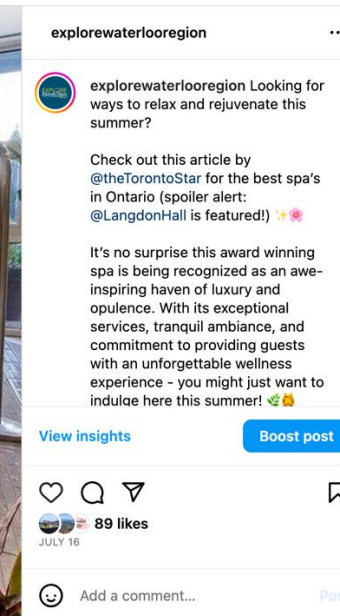 explorewaterlooregion
explorewaterlooregion Looking for
ways to relax and rejuvenate this
summer?
Check out this article by
@theTorontoStar for the best spa's
in Ontario (spoiler alert:
@LangdonHall is featured!) ✨🌸
It's no surprise this award winning
spa is being recognized as an awe-
inspiring haven of luxury and
opulence. With its exceptional
services, tranquil ambiance, and
commitment to providing guests
with an unforgettable wellness
experience - you might just want to
indulge here this summer! 🌿💆
View insights
Boost post
89 likes
JULY 16
Add a comment...